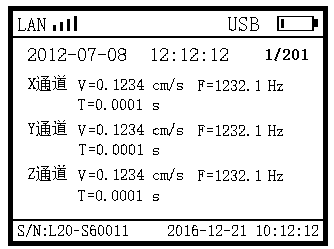 LAN USB
2012-07-08 12:12:12 1/201
X通道 V=0.1234 cm/s F=1232.1 Hz
T=0.0001 s
Y通道 V=0.1234 cm/s F=1232.1 Hz
T=0.0001 s
Z通道 V=0.1234 cm/s F=1232.1 Hz
T=0.0001 s
S/N:L20-S60011 2016-12-21 10:12:12